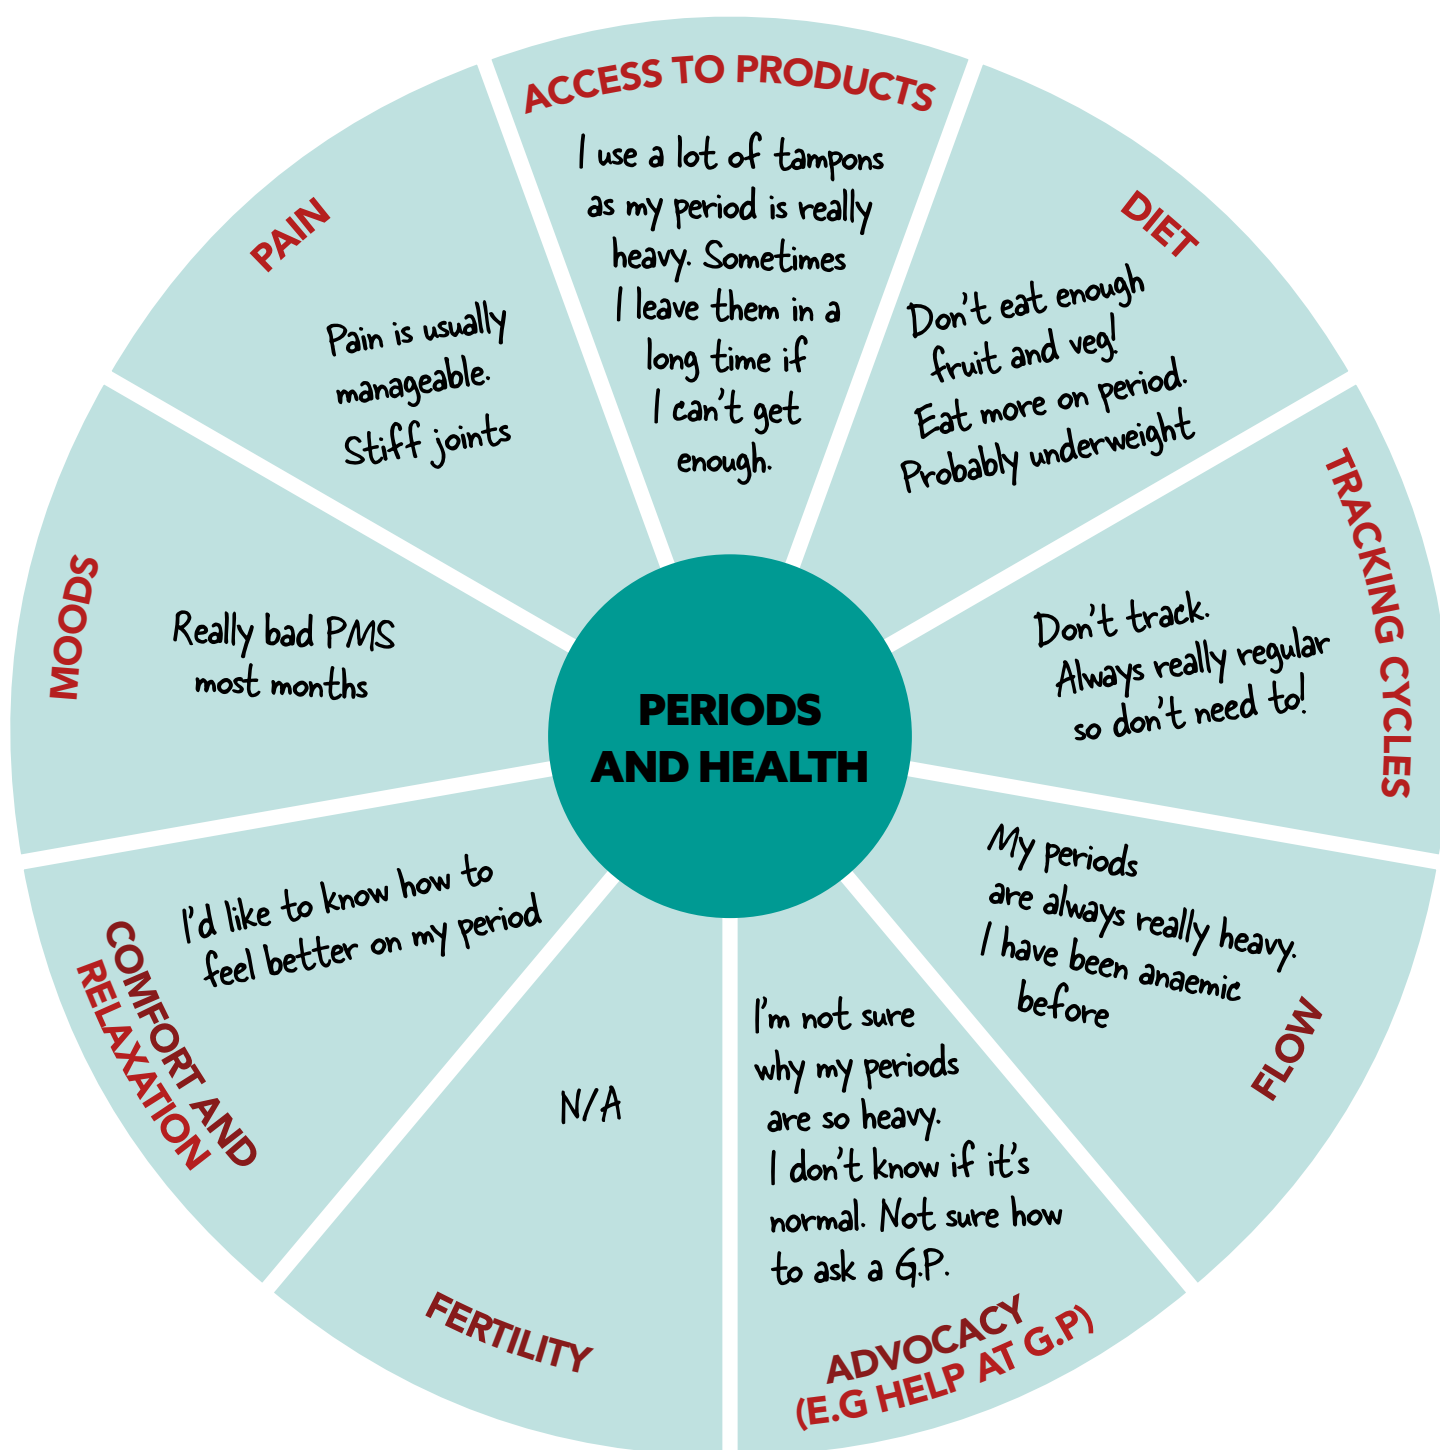 ACCESS TO PRODUCTS
I use a lot of tampons
as my period is really
heavy. Sometimes
I leave them in a
long time if
I can't get
enough.
DIET
Don't eat enough
fruit and veg!
Eat more on period.
Probably underweight
TRACKING CYCLES
Don't track.
Always really regular
so don't need to!
FLOW
My periods
are always really heavy.
I have been anaemic
before
ADVOCACY
(E.G HELP AT G.P)
I'm not sure
why my periods
are so heavy.
I don't know if it's
normal. Not sure how
to ask a G.P.
FERTILITY
N/A
COMFORT AND
RELAXATION
I'd like to know how to
feel better on my period
MOODS
Really bad PMS
most months
PAIN
Pain is usually
manageable.
Stiff joints
PERIODS
AND HEALTH